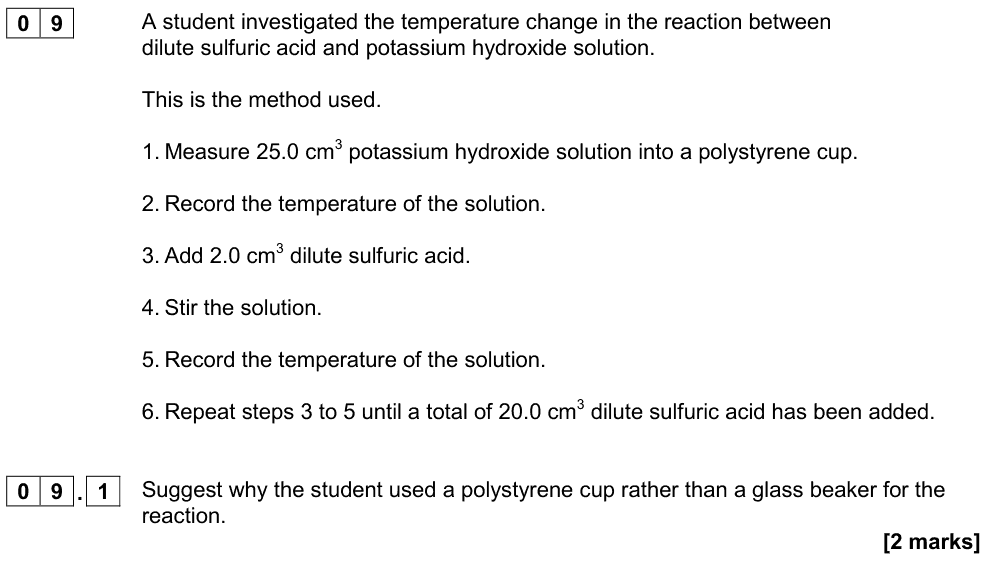 0 9 A student investigated the temperature change in the reaction between
dilute sulfuric acid and potassium hydroxide solution.
This is the method used.
1. Measure 25.0 cm³ potassium hydroxide solution into a polystyrene cup.
2. Record the temperature of the solution.
3. Add 2.0 cm³ dilute sulfuric acid.
4. Stir the solution.
5. Record the temperature of the solution.
6. Repeat steps 3 to 5 until a total of 20.0 cm³ dilute sulfuric acid has been added.
0 9 . 1 Suggest why the student used a polystyrene cup rather than a glass beaker for the
reaction.
[2 marks]